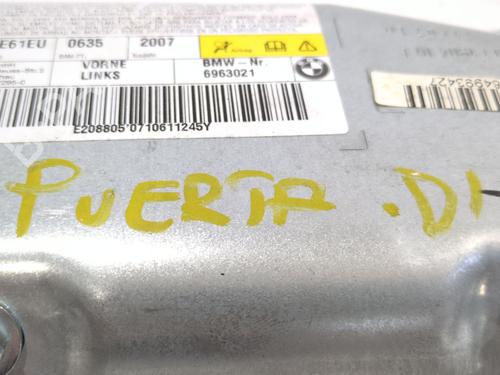 E61EU 0635 2007
VORNE BMW-Nr.
LINKS 6963021
E208805'0710611245Y
PUERTA .DI